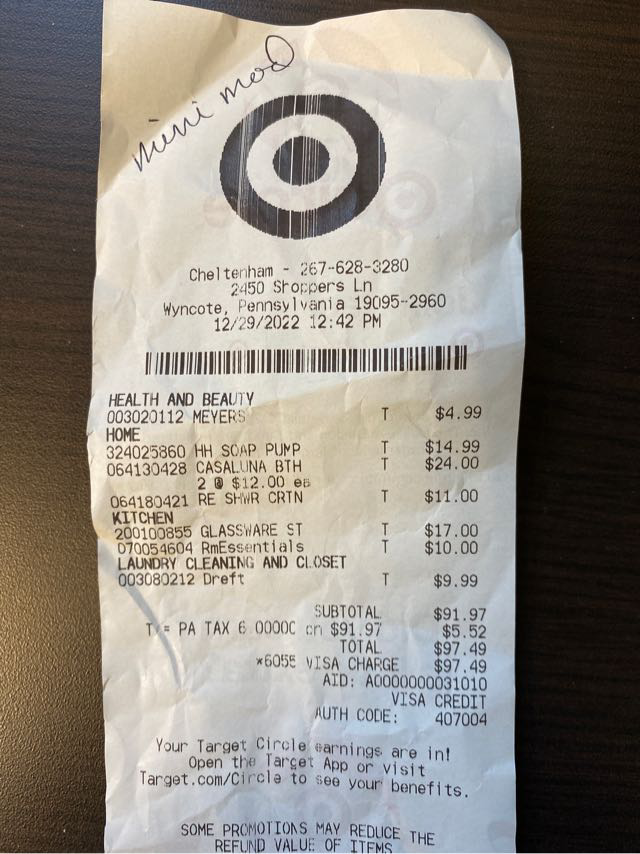 mini mod
Cheltenham - 267-628-3280
2450 Shoppers Ln
Wyncote, Pennsylvania 19095-2960
12/29/2022 12:42 PM
HEALTH AND BEAUTY
003020112 MEYERS T $4.99
HOME
324025860 HH SOAP PUMP T $14.99
064130428 CASALUNA BTH T $24.00
2 @ $12.00 ea
064180421 RE SHWR CRTN T $11.00
KITCHEN
200100855 GLASSWARE ST T $17.00
070054604 RmEssentials T $10.00
LAUNDRY CLEANING AND CLOSET
003080212 Dreft T $9.99
SUBTOTAL $91.97
T = PA TAX 6.0000% on $91.97 $5.52
TOTAL $97.49
*6055 VISA CHARGE $97.49
AID: A0000000031010
VISA CREDIT
AUTH CODE: 407004
Your Target Circle earnings are in!
Open the Target App or visit
Target.com/Circle to see your benefits.
SOME PROMOTIONS MAY REDUCE THE
REFUND VALUE OF ITEMS